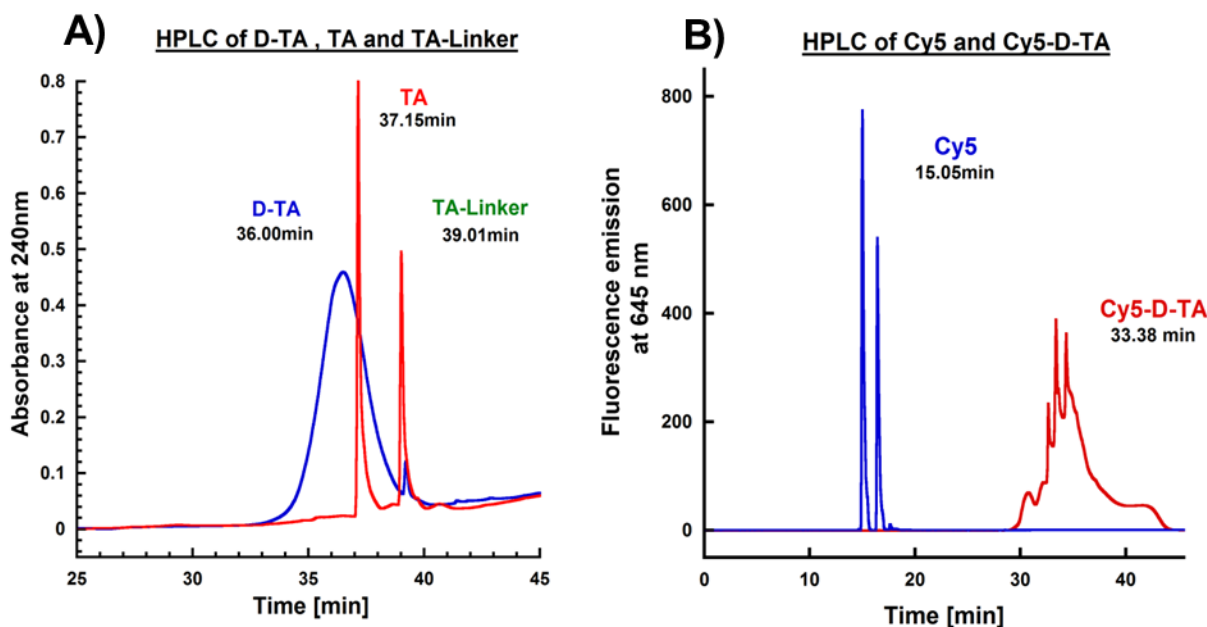 A)
HPLC of D-TA , TA and TA-Linker
Absorbance at 240nm
0.8
0.7
0.6
0.5
0.4
0.3
0.2
0.1
0
TA
37.15min
D-TA
36.00min
TA-Linker
39.01min
25
30
35
40
45
Time [min]
B)
HPLC of Cy5 and Cy5-D-TA
Fluorescence emission
at 645 nm
800
600
400
200
0
Cy5
15.05min
Cy5-D-TA
33.38 min
0
10
20
30
40
Time [min]